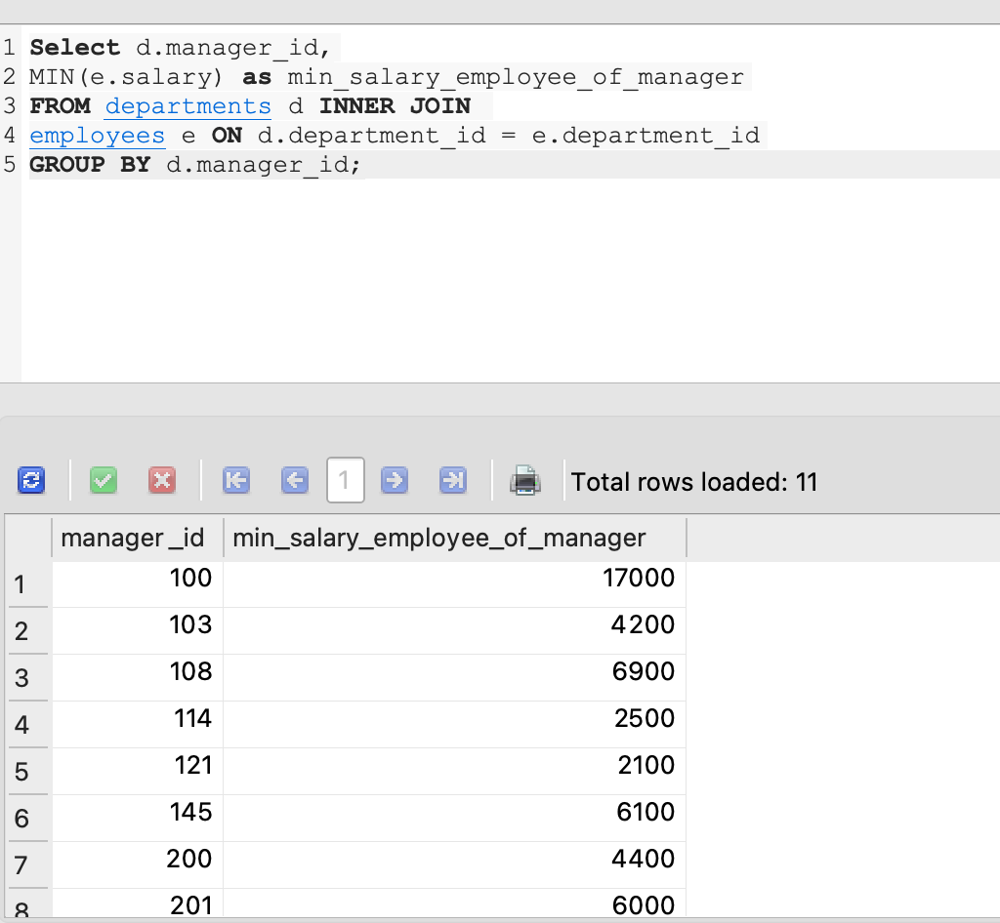 1 Select d.manager_id,
2 MIN(e.salary) as min_salary_employee_of_manager
3 FROM departments d INNER JOIN
4 employees e ON d.department_id = e.department_id
5 GROUP BY d.manager_id;
1 Total rows loaded: 11
manager_id min_salary_employee_of_manager
1 100 17000
2 103 4200
3 108 6900
4 114 2500
5 121 2100
6 145 6100
7 200 4400
8 201 6000